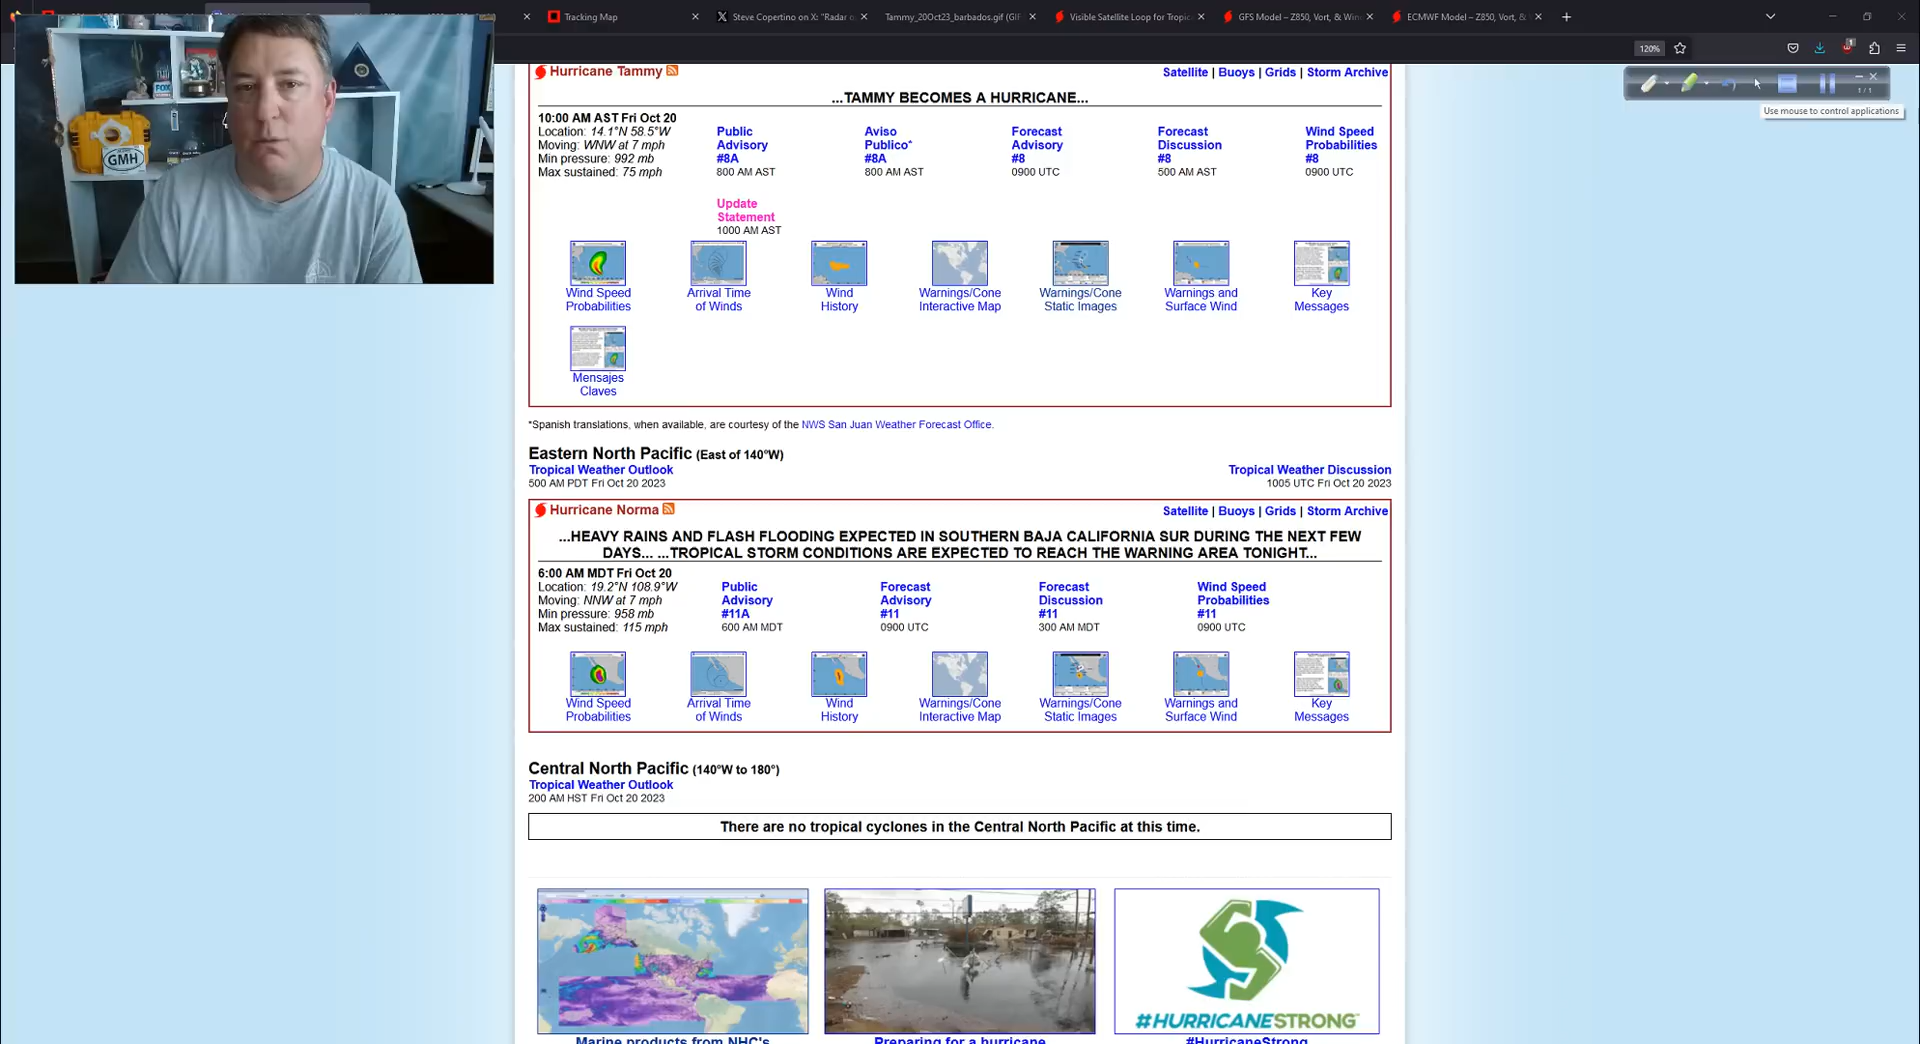 Tracking Map
Steve Copertino on X: "Radar o
Tammy_20Oct23_barbados.gif (GIF
Visible Satellite Loop for Tropic
GFS Model – Z850, Vort, & Win
ECMWF Model – Z850, Vort, &
120%
1
1 / 1
Use mouse to control applications
FOX
GMH
Hurricane Tammy
Satellite | Buoys | Grids | Storm Archive
...TAMMY BECOMES A HURRICANE...
10:00 AM AST Fri Oct 20
Location: 14.1°N 58.5°W
Moving: WNW at 7 mph
Min pressure: 992 mb
Max sustained: 75 mph
Public
Advisory
#8A
800 AM AST
Aviso
Publico*
#8A
800 AM AST
Forecast
Advisory
#8
0900 UTC
Forecast
Discussion
#8
500 AM AST
Wind Speed
Probabilities
#8
0900 UTC
Update
Statement
1000 AM AST
Wind Speed
Probabilities
Arrival Time
of Winds
Wind
History
Warnings/Cone
Interactive Map
Warnings/Cone
Static Images
Warnings and
Surface Wind
Key
Messages
Mensajes
Claves
*Spanish translations, when available, are courtesy of the NWS San Juan Weather Forecast Office.
Eastern North Pacific (East of 140°W)
Tropical Weather Outlook
500 AM PDT Fri Oct 20 2023
Tropical Weather Discussion
1005 UTC Fri Oct 20 2023
Hurricane Norma
Satellite | Buoys | Grids | Storm Archive
...HEAVY RAINS AND FLASH FLOODING EXPECTED IN SOUTHERN BAJA CALIFORNIA SUR DURING THE NEXT FEW
DAYS... ...TROPICAL STORM CONDITIONS ARE EXPECTED TO REACH THE WARNING AREA TONIGHT...
6:00 AM MDT Fri Oct 20
Location: 19.2°N 108.9°W
Moving: NNW at 7 mph
Min pressure: 958 mb
Max sustained: 115 mph
Public
Advisory
#11A
600 AM MDT
Forecast
Advisory
#11
0900 UTC
Forecast
Discussion
#11
300 AM MDT
Wind Speed
Probabilities
#11
0900 UTC
Wind Speed
Probabilities
Arrival Time
of Winds
Wind
History
Warnings/Cone
Interactive Map
Warnings/Cone
Static Images
Warnings and
Surface Wind
Key
Messages
Central North Pacific (140°W to 180°)
Tropical Weather Outlook
200 AM HST Fri Oct 20 2023
There are no tropical cyclones in the Central North Pacific at this time.
#HURRICANESTRONG
Marine products from NHC's
Preparing for a hurricane
#HurricaneStrong